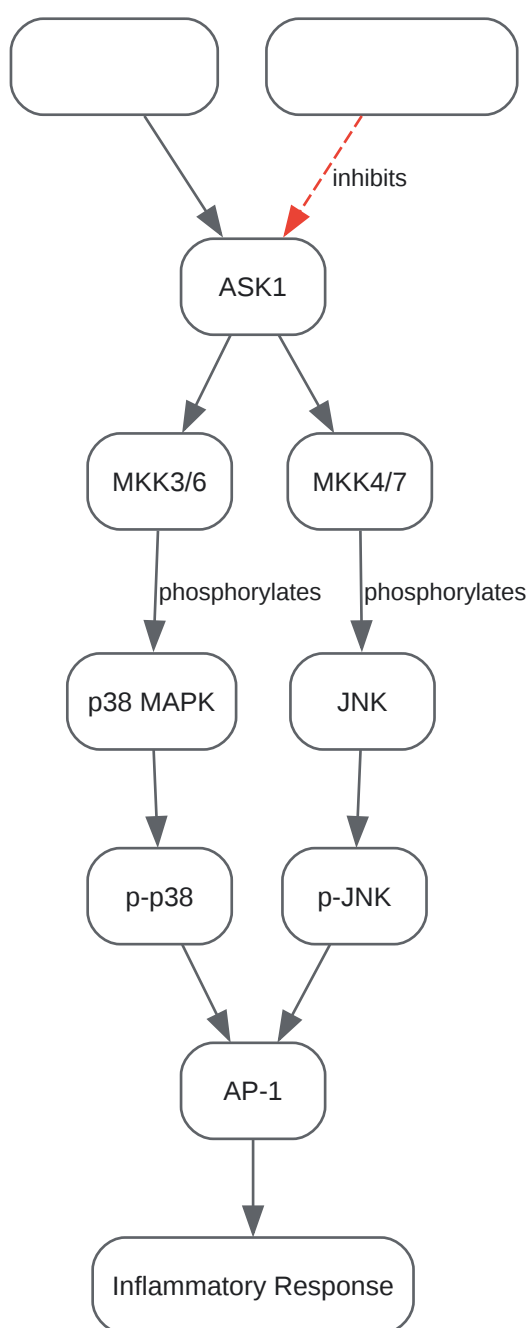 inhibits
ASK1
MKK3/6
MKK4/7
phosphorylates
phosphorylates
p38 MAPK
JNK
p-p38
p-JNK
AP-1
Inflammatory Response